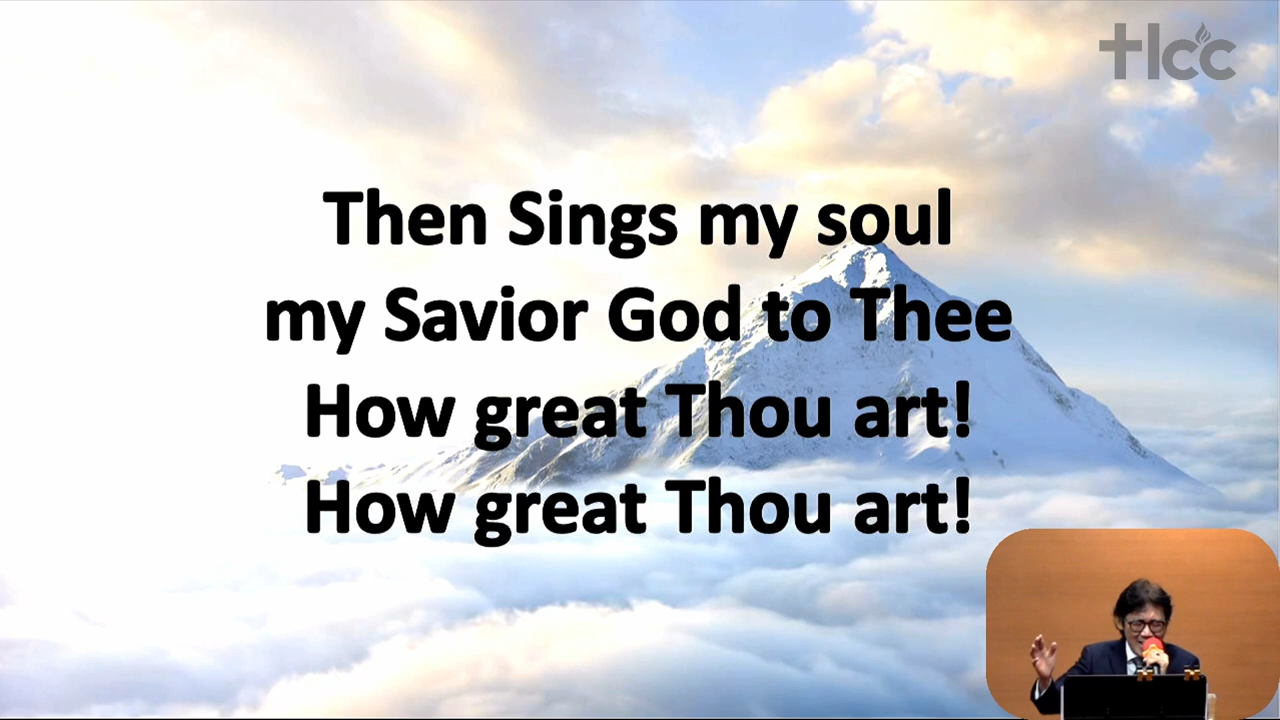 tlcc
Then Sings my soul
my Savior God to Thee
How great Thou art!
How great Thou art!